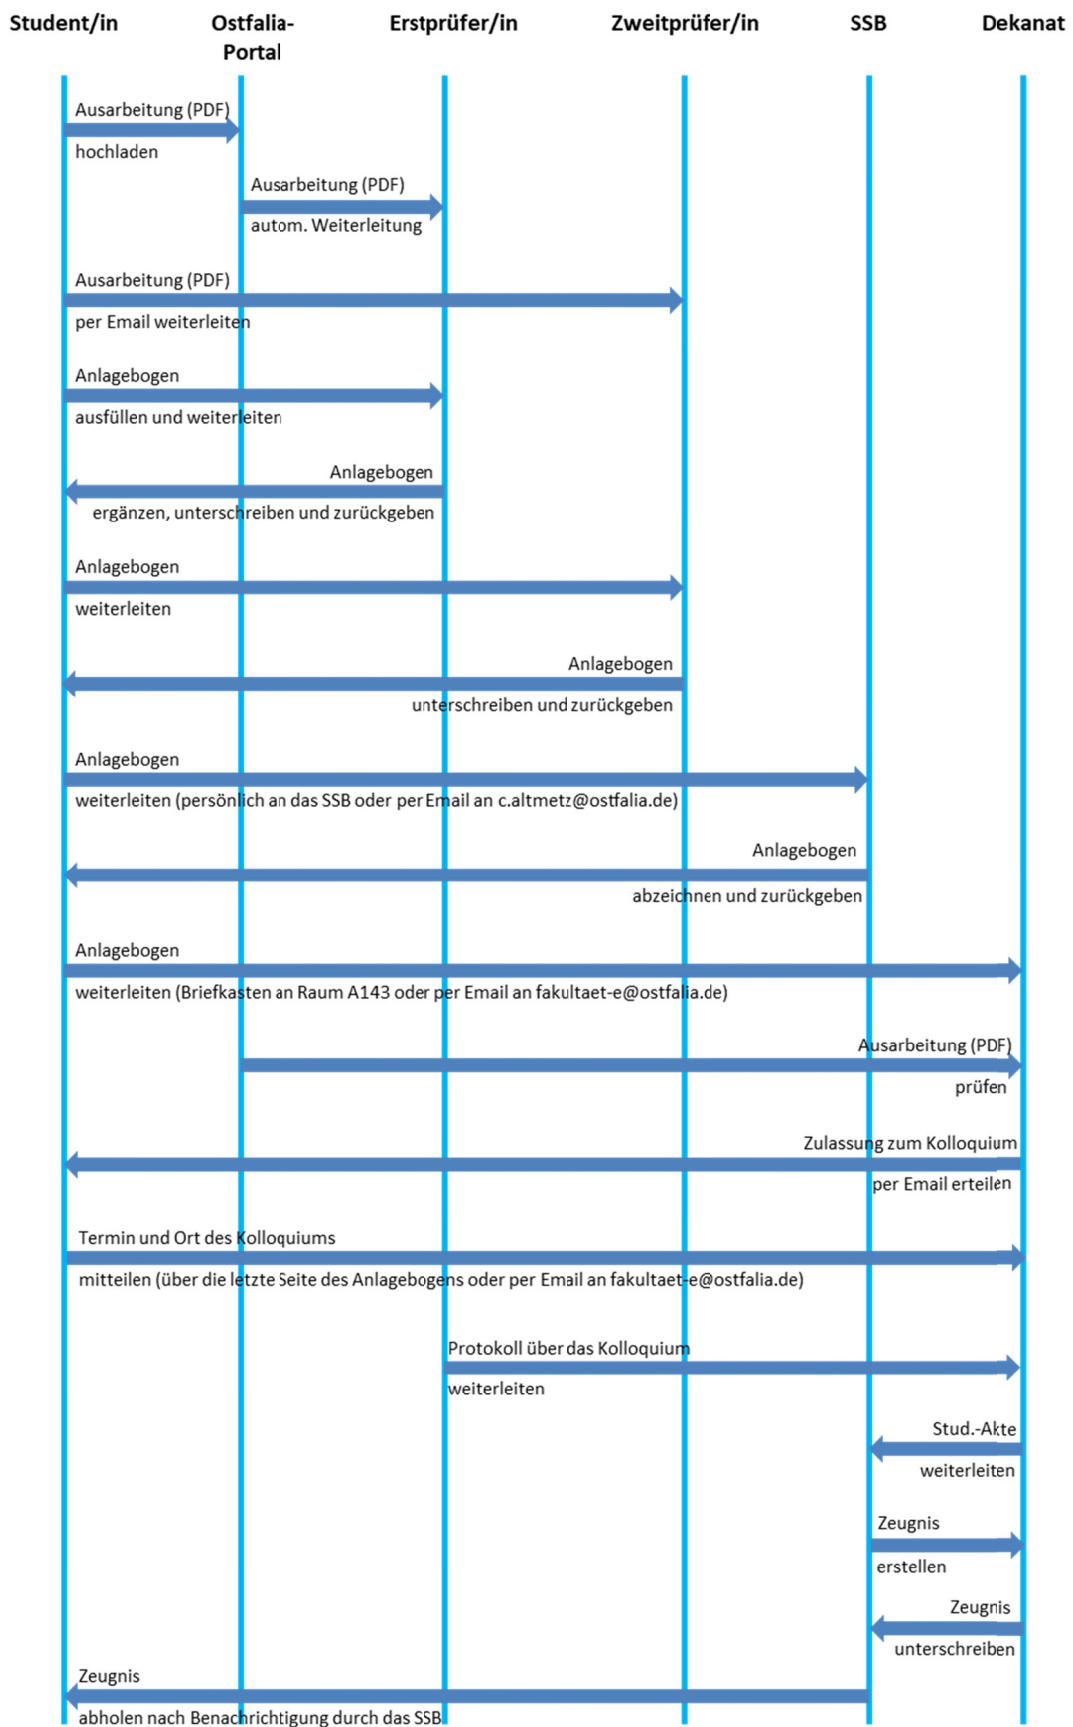 Student/in
Ostfalia-
Portal
Erstprüfer/in
Zweitprüfer/in
SSB
Dekanat
Ausarbeitung (PDF)
hochladen
Ausarbeitung (PDF)
autom. Weiterleitung
Ausarbeitung (PDF)
per Email weiterleiten
Anlagebogen
ausfüllen und weiterleiten
Anlagebogen
ergänzen, unterschreiben und zurückgeben
Anlagebogen
weiterleiten
Anlagebogen
unterschreiben und zurückgeben
Anlagebogen
weiterleiten (persönlich an das SSB oder per Email an c.altmetz@ostfalia.de)
Anlagebogen
abzeichnen und zurückgeben
Anlagebogen
weiterleiten (Briefkasten an Raum A143 oder per Email an fakultaet-e@ostfalia.de)
Ausarbeitung (PDF)
prüfen
Zulassung zum Kolloquium
per Email erteilen
Termin und Ort des Kolloquiums
mitteilen (über die letzte Seite des Anlagebogens oder per Email an fakultaet-e@ostfalia.de)
Protokoll über das Kolloquium
weiterleiten
Stud.-Akte
weiterleiten
Zeugnis
erstellen
Zeugnis
unterschreiben
Zeugnis
abholen nach Benachrichtigung durch das SSB